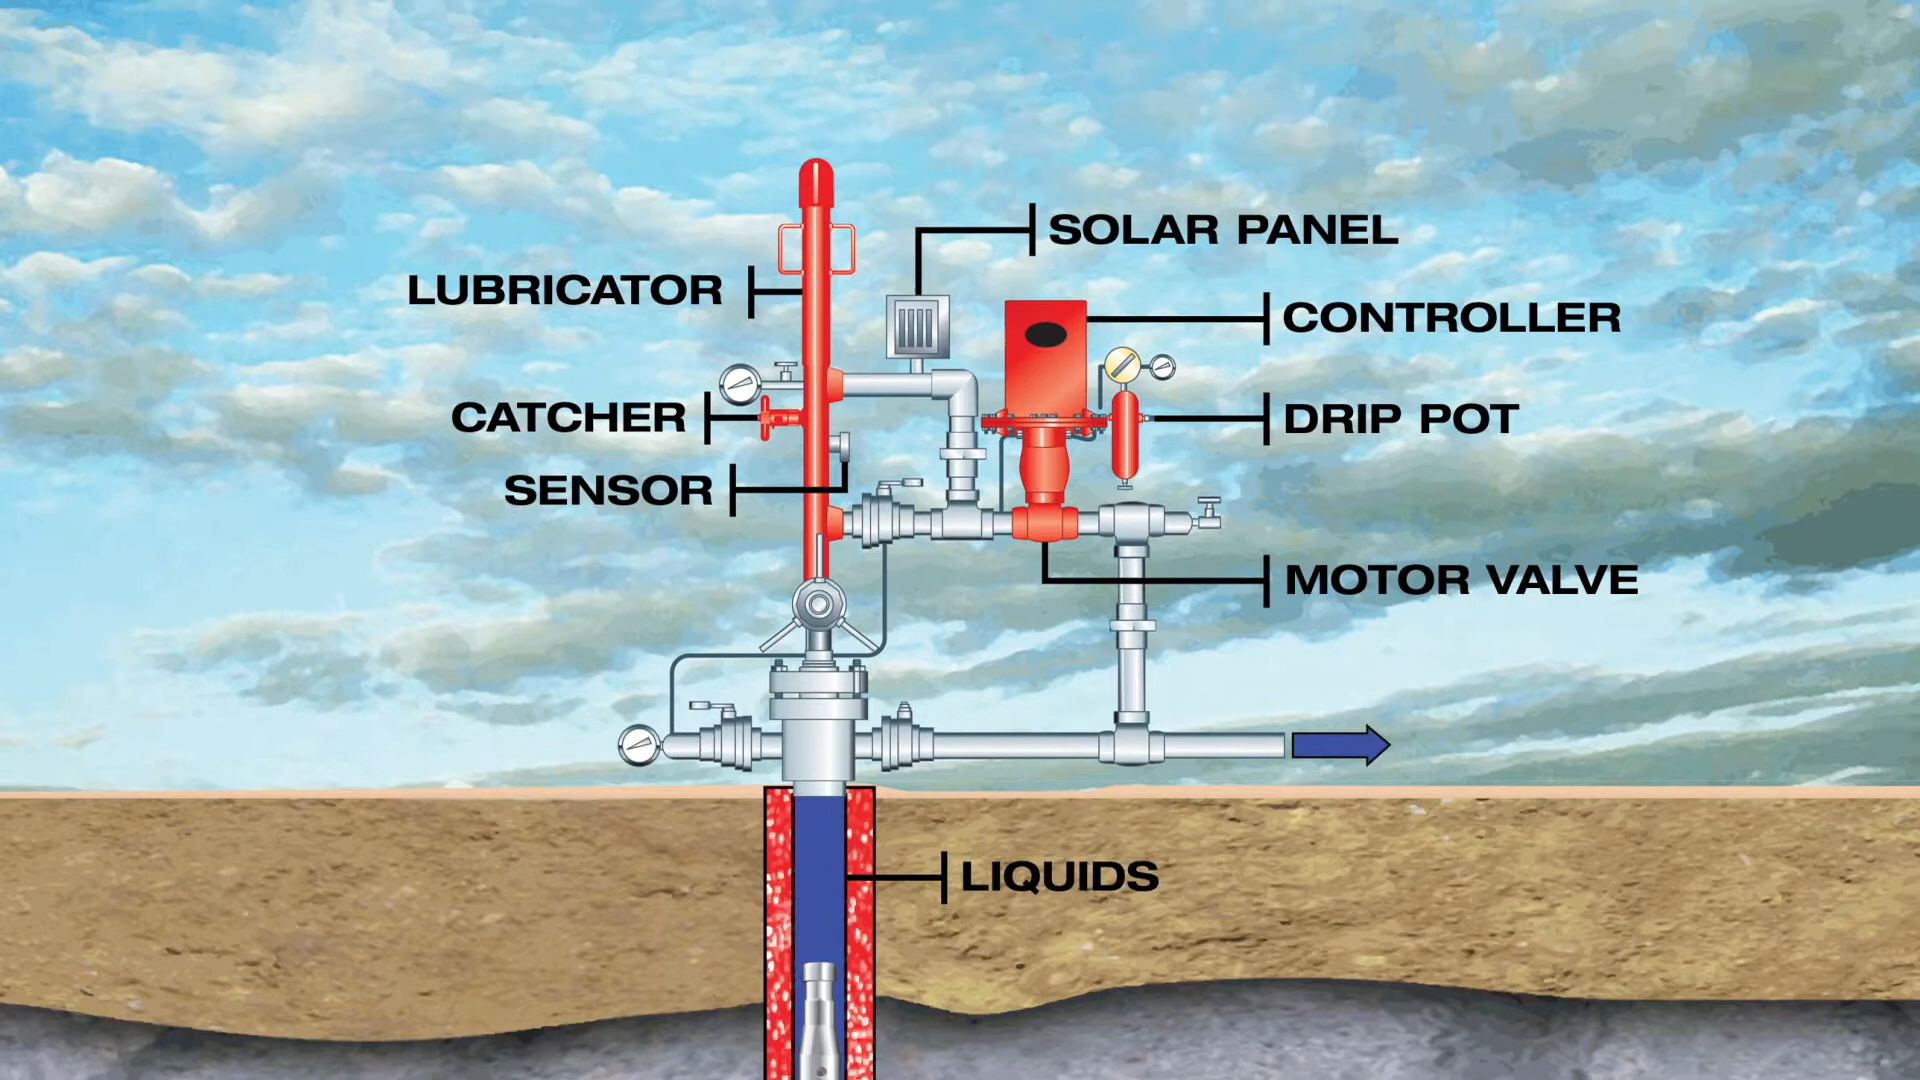 SOLAR PANEL
LUBRICATOR
CONTROLLER
CATCHER
DRIP POT
SENSOR
MOTOR VALVE
LIQUIDS